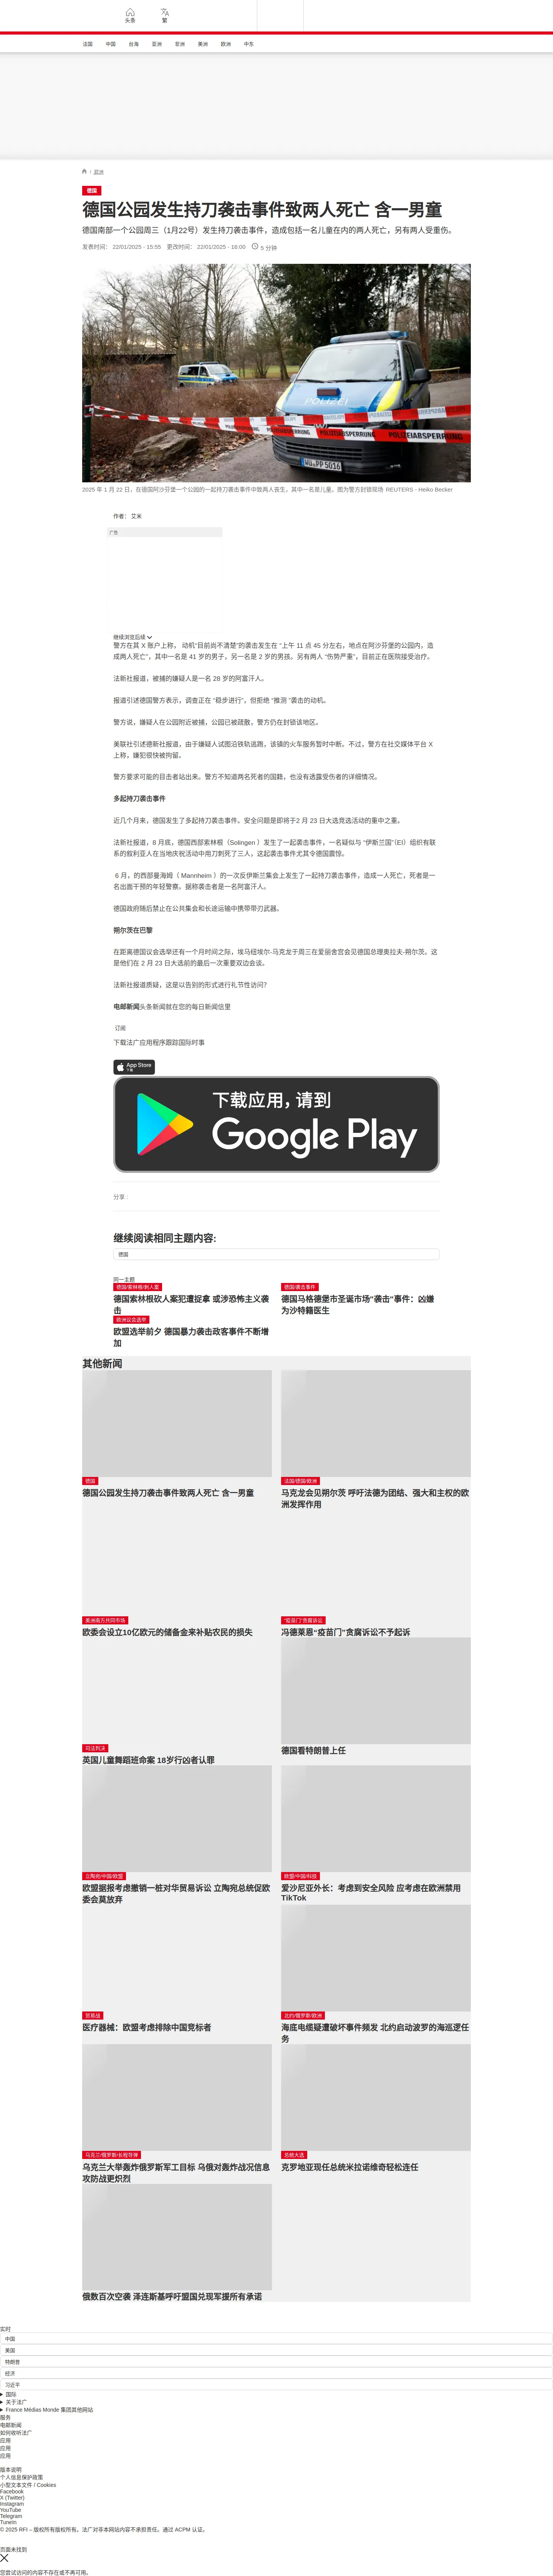 头条
繁
法国
中国
台海
亚洲
非洲
美洲
欧洲
中东
/ 欧洲
德国
德国公园发生持刀袭击事件致两人死亡 含一男童
德国南部一个公园周三（1月22号）发生持刀袭击事件，造成包括一名儿童在内的两人死亡，另有两人受重伤。
发表时间： 22/01/2025 - 15:55 更改时间： 22/01/2025 - 16:00 5 分钟
POLIZEI
POLIZEIABSPERRUNG
WÜ PP 5016
2025 年 1 月 22 日，在德国阿沙芬堡一个公园的一起持刀袭击事件中致两人丧生，其中一名是儿童。图为警方封锁现场 REUTERS - Heiko Becker
作者： 艾米
广告
继续浏览后续
警方在其 X 账户上称， 动机“目前尚不清楚”的袭击发生在 “上午 11 点 45 分左右，地点在阿沙芬堡的公园内，造
成两人死亡”，其中一名是 41 岁的男子，另一名是 2 岁的男孩。另有两人 “伤势严重”，目前正在医院接受治疗。
法新社报道，被捕的嫌疑人是一名 28 岁的阿富汗人。
报道引述德国警方表示，调查正在 “稳步进行”，但拒绝 “推测 ”袭击的动机。
警方说，嫌疑人在公园附近被捕，公园已被疏散，警方仍在封锁该地区。
美联社引述德新社报道，由于嫌疑人试图沿铁轨逃跑，该镇的火车服务暂时中断。不过，警方在社交媒体平台 X
上称，嫌犯很快被拘留。
警方要求可能的目击者站出来。警方不知道两名死者的国籍，也没有透露受伤者的详细情况。
多起持刀袭击事件
近几个月来，德国发生了多起持刀袭击事件。安全问题是即将于2 月 23 日大选竞选活动的重中之重。
法新社报道，8 月底，德国西部索林根（Solingen ）发生了一起袭击事件，一名疑似与 “伊斯兰国”（EI）组织有联
系的叙利亚人在当地庆祝活动中用刀刺死了三人，这起袭击事件尤其令德国震惊。
6 月，的西部曼海姆（ Mannheim ）的一次反伊斯兰集会上发生了一起持刀袭击事件，造成一人死亡，死者是一
名出面干预的年轻警察。据称袭击者是一名阿富汗人。
德国政府随后禁止在公共集会和长途运输中携带带刃武器。
朔尔茨在巴黎
在距离德国议会选举还有一个月时间之际，埃马纽埃尔-马克龙于周三在爱丽舍宫会见德国总理奥拉夫-朔尔茨。这
是他们在 2 月 23 日大选前的最后一次重要双边会谈。
法新社报道质疑，这是以告别的形式进行礼节性访问？
电邮新闻头条新闻就在您的每日新闻信里
订阅
下载法广应用程序跟踪国际时事
App Store
下载
下载应用，请到
Google Play
分享 :
继续阅读相同主题内容:
德国
同一主题
德国/索林根/刺人案
德国索林根砍人案犯遭捉拿 或涉恐怖主义袭
击
德国/袭击事件
德国马格德堡市圣诞市场“袭击”事件：凶嫌
为沙特籍医生
欧洲议会选举
欧盟选举前夕 德国暴力袭击政客事件不断增
加
其他新闻
德国
德国公园发生持刀袭击事件致两人死亡 含一男童
法国/德国/欧洲
马克龙会见朔尔茨 呼吁法德为团结、强大和主权的欧
洲发挥作用
美洲南方共同市场
欧委会设立10亿欧元的储备金来补贴农民的损失
“疫苗门”贪腐诉讼
冯德莱恩“疫苗门”贪腐诉讼不予起诉
司法判决
英国儿童舞蹈班命案 18岁行凶者认罪
德国看特朗普上任
立陶宛/中国/欧盟
欧盟据报考虑撤销一桩对华贸易诉讼 立陶宛总统促欧
委会莫放弃
欧盟/中国/科技
爱沙尼亚外长：考虑到安全风险 应考虑在欧洲禁用
TikTok
贸易战
医疗器械：欧盟考虑排除中国竞标者
北约/俄罗斯/欧洲
海底电缆疑遭破坏事件频发 北约启动波罗的海巡逻任
务
乌克兰/俄罗斯/长程导弹
乌克兰大举轰炸俄罗斯军工目标 乌俄对轰炸战况信息
攻防战更炽烈
总统大选
克罗地亚现任总统米拉诺维奇轻松连任
俄数百次空袭 泽连斯基呼吁盟国兑现军援所有承诺
实时
中国
美国
特朗普
经济
习近平
国际
关于法广
France Médias Monde 集团其他网站
服务
电邮新闻
如何收听法广
应用
应用
应用
版本说明
个人信息保护政策
小型文本文件 / Cookies
Facebook
X (Twitter)
Instagram
YouTube
Telegram
TuneIn
© 2025 RFI – 版权所有版权所有。法广对非本网站内容不承担责任。通过 ACPM 认证。
页面未找到
您尝试访问的内容不存在或不再可用。